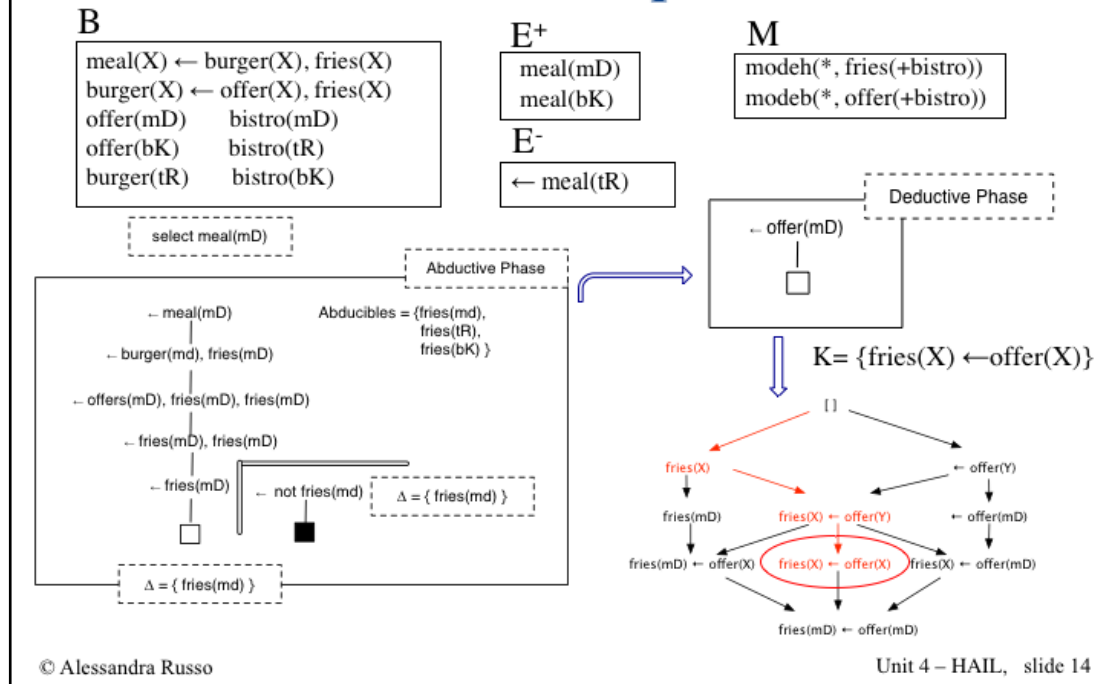 B
meal(X) ← burger(X), fries(X)
burger(X) ← offer(X), fries(X)
offer(mD) bistro(mD)
offer(bK) bistro(tR)
burger(tR) bistro(bK)
E+
meal(mD)
meal(bK)
E-
← meal(tR)
M
modeh(*, fries(+bistro))
modeb(*, offer(+bistro))
select meal(mD)
Abductive Phase
← meal(mD)
← burger(md), fries(mD)
← offers(mD), fries(mD), fries(mD)
← fries(mD), fries(mD)
← fries(mD)
← not fries(md)
Abducibles = {fries(md),
fries(tR),
fries(bK) }
Δ = { fries(md) }
Δ = { fries(md) }
Deductive Phase
← offer(mD)
K= {fries(X) ←offer(X)}
[ ]
fries(X) ← offer(Y)
fries(mD) fries(X) ← offer(Y) ← offer(mD)
fries(mD) ← offer(X) fries(X) ← offer(X) fries(X) ← offer(mD)
fries(mD) ← offer(mD)
© Alessandra Russo
Unit 4 – HAIL, slide 14